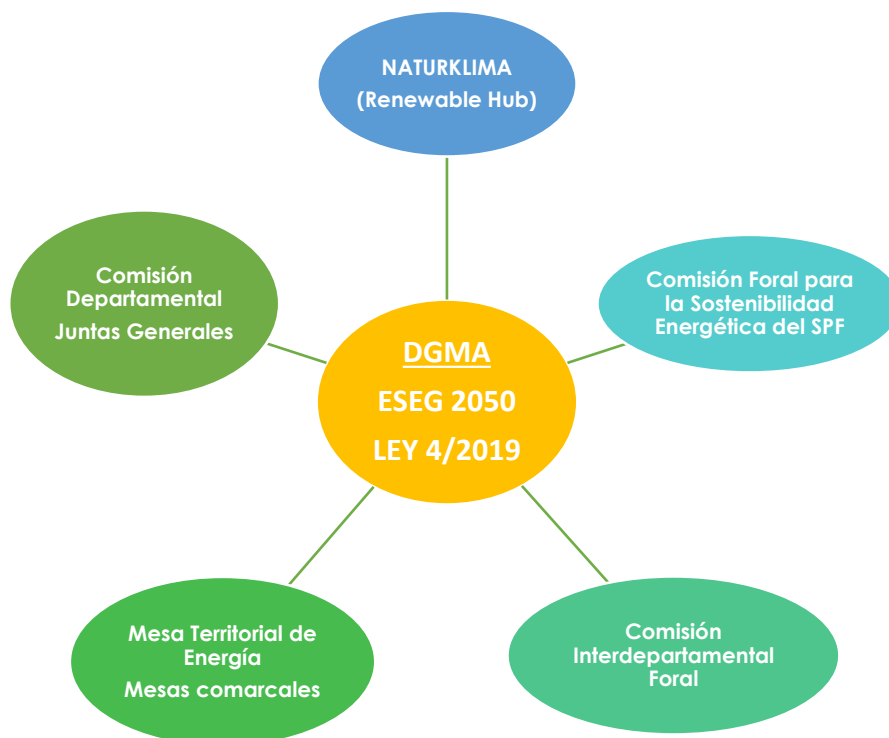 NATURKLIMA
(Renewable Hub)
Comisión
Departamental
Juntas Generales
Comisión Foral para
la Sostenibilidad
Energética del SPF
DGMA
ESEG 2050
LEY 4/2019
Mesa Territorial de
Energía
Mesas comarcales
Comisión
Interdepartamental
Foral